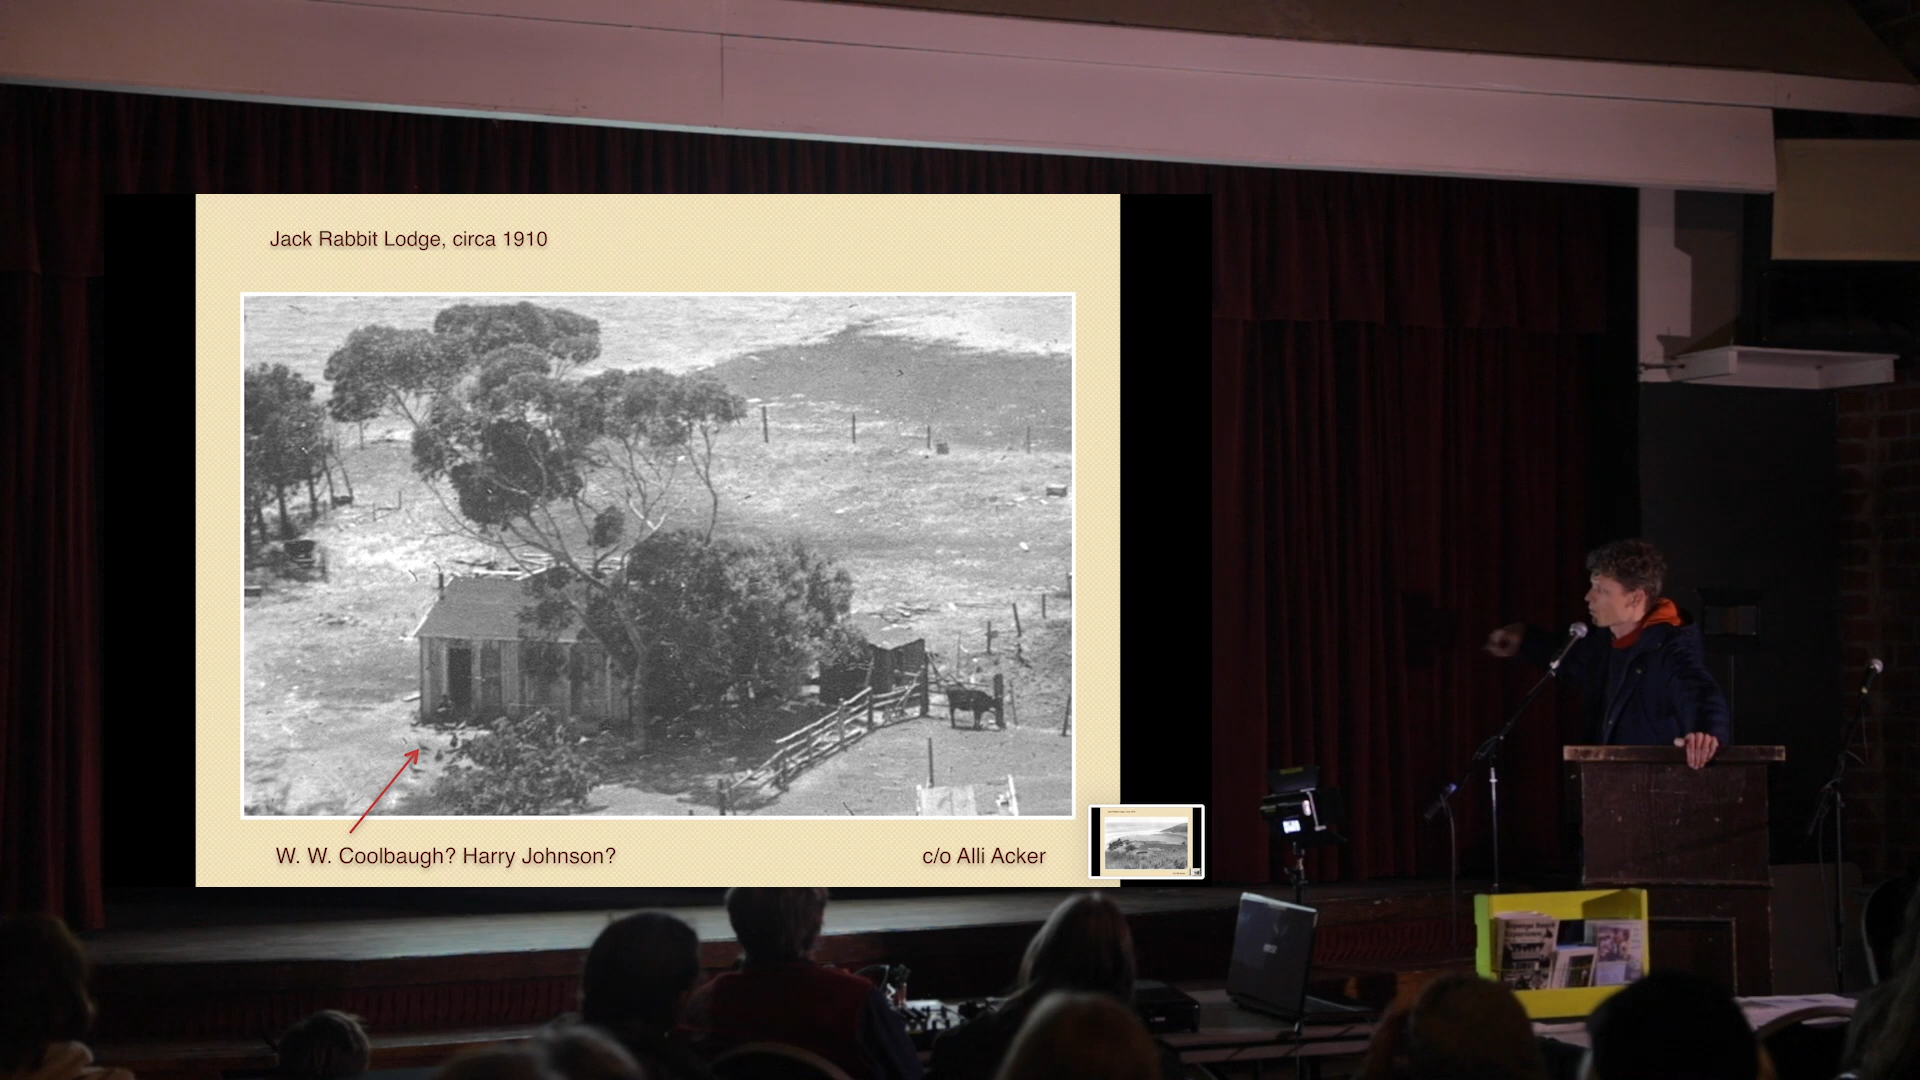 Jack Rabbit Lodge, circa 1910
W. W. Coolbaugh? Harry Johnson?
c/o Alli Acker